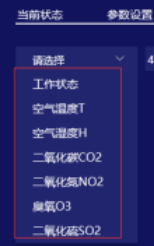 当前状态 参数设置
请选择 4
工作状态
空气温度T
空气湿度H
二氧化碳CO2
二氧化氮NO2
臭氧O3
二氧化硫SO2